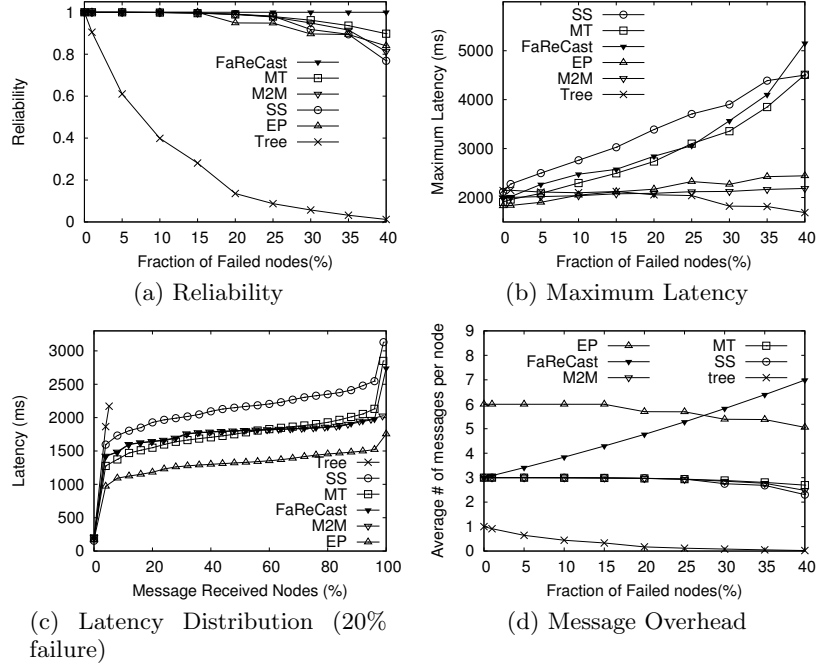 1
0.8
0.6
0.4
0.2
0
Reliability
FaReCast
MT
M2M
SS
EP
Tree
0 5 10 15 20 25 30 35 40
Fraction of Failed nodes(%)
(a) Reliability
5000
4000
3000
2000
Maximum Latency (ms)
SS
MT
FaReCast
EP
M2M
Tree
0 5 10 15 20 25 30 35 40
Fraction of Failed nodes(%)
(b) Maximum Latency
3000
2500
2000
1500
1000
500
0
Latency (ms)
Tree
SS
MT
FaReCast
M2M
EP
0 20 40 60 80 100
Message Received Nodes (%)
(c) Latency Distribution (20%
failure)
9
8
7
6
5
4
3
2
1
0
Average # of messages per node
EP
FaReCast
M2M
MT
SS
tree
0 5 10 15 20 25 30 35 40
Fraction of Failed nodes(%)
(d) Message Overhead